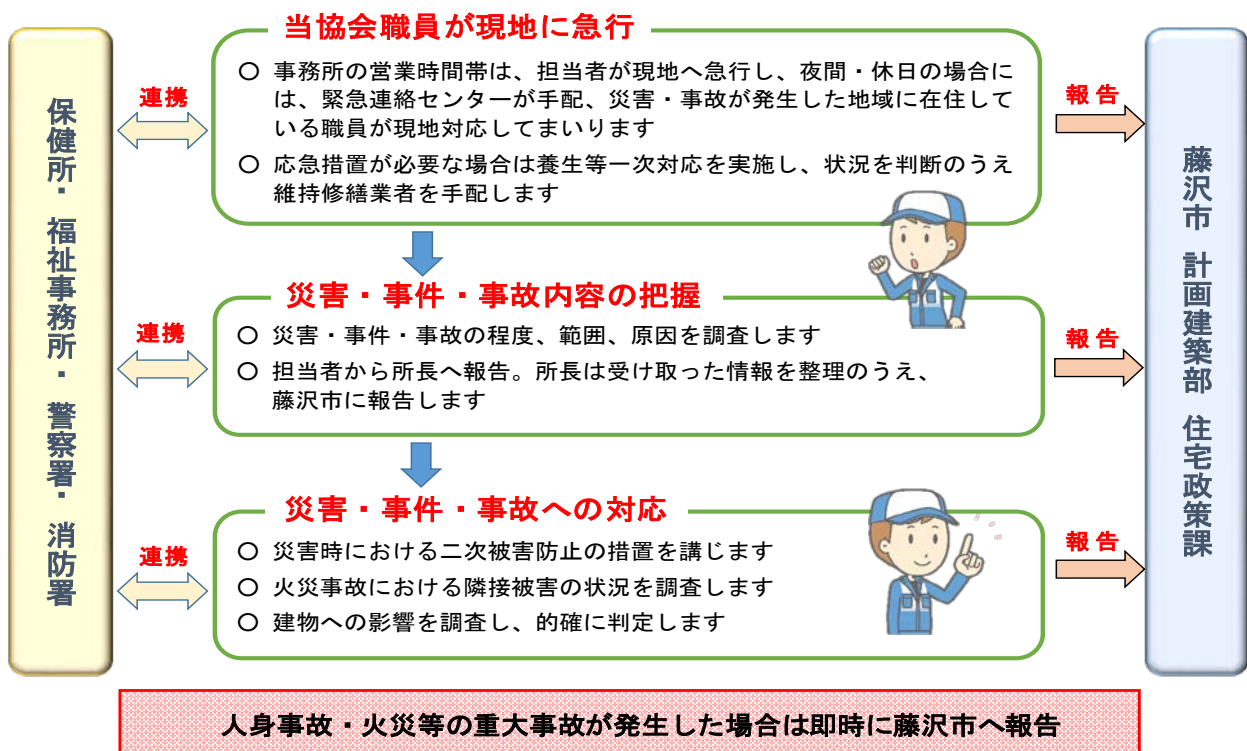 保健所・福祉事務所・警察署・消防署
当協会職員が現地に急行
連携
○ 事務所の営業時間帯は、担当者が現地へ急行し、夜間・休日の場合に
は、緊急連絡センターが手配、災害・事故が発生した地域に在住して
いる職員が現地対応してまいります
○ 応急措置が必要な場合は養生等一次対応を実施し、状況を判断のうえ
維持修繕業者を手配します
報告
災害・事件・事故内容の把握
連携
○ 災害・事件・事故の程度、範囲、原因を調査します
○ 担当者から所長へ報告。所長は受け取った情報を整理のうえ、
藤沢市に報告します
報告
災害・事件・事故への対応
連携
○ 災害時における二次被害防止の措置を講じます
○ 火災事故における隣接被害の状況を調査します
○ 建物への影響を調査し、的確に判定します
報告
藤沢市 計画建築部 住宅政策課
人身事故・火災等の重大事故が発生した場合は即時に藤沢市へ報告